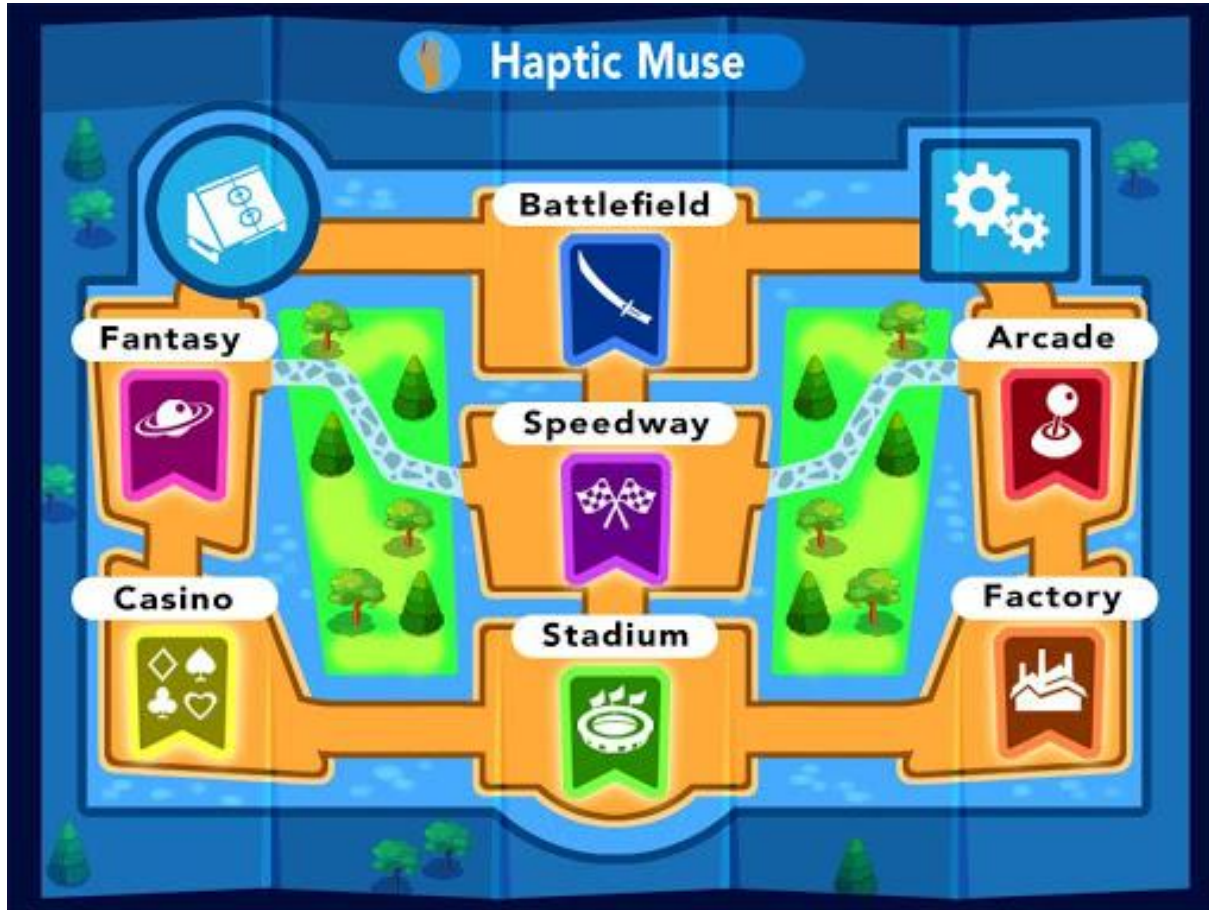 Haptic Muse
Battlefield
Fantasy
Arcade
Speedway
Casino
Factory
Stadium